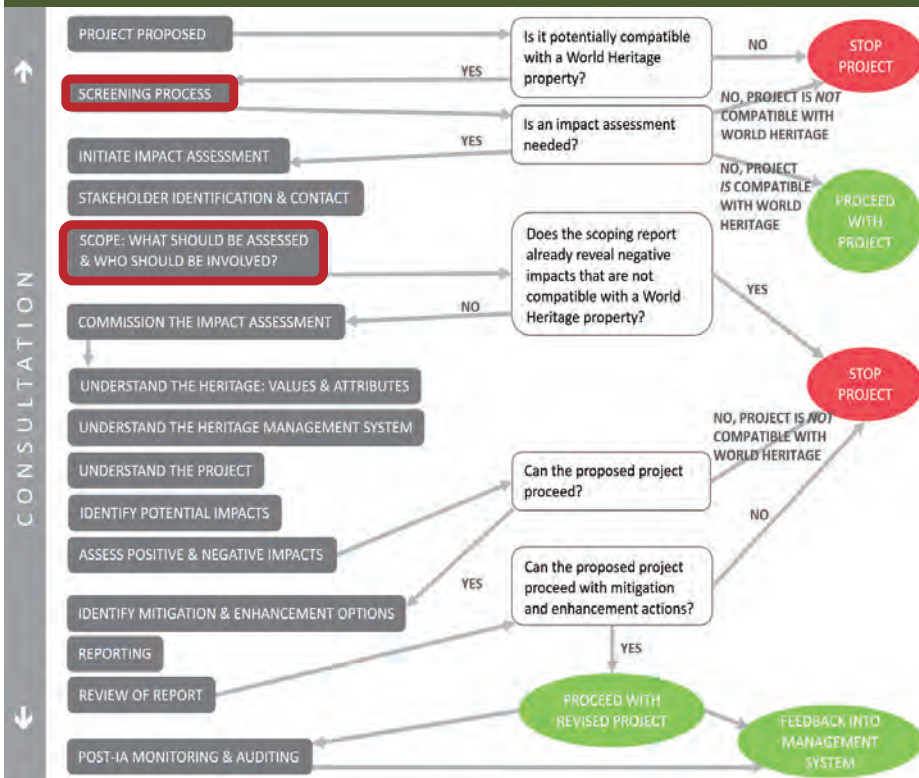 CONSULTATION
PROJECT PROPOSED
Is it potentially compatible
with a World Heritage
property?
NO
STOP
PROJECT
YES
SCREENING PROCESS
Is an impact assessment
needed?
NO, PROJECT IS NOT
COMPATIBLE WITH
WORLD HERITAGE
YES
INITIATE IMPACT ASSESSMENT
NO, PROJECT
IS COMPATIBLE
WITH WORLD
HERITAGE
PROCEED
WITH
PROJECT
STAKEHOLDER IDENTIFICATION & CONTACT
SCOPE: WHAT SHOULD BE ASSESSED
& WHO SHOULD BE INVOLVED?
Does the scoping report
already reveal negative
impacts that are not
compatible with a World
Heritage property?
YES
NO
COMMISSION THE IMPACT ASSESSMENT
STOP
PROJECT
UNDERSTAND THE HERITAGE: VALUES & ATTRIBUTES
UNDERSTAND THE HERITAGE MANAGEMENT SYSTEM
UNDERSTAND THE PROJECT
IDENTIFY POTENTIAL IMPACTS
ASSESS POSITIVE & NEGATIVE IMPACTS
Can the proposed project
proceed?
NO, PROJECT IS NOT
COMPATIBLE WITH
WORLD HERITAGE
YES
IDENTIFY MITIGATION & ENHANCEMENT OPTIONS
REPORTING
REVIEW OF REPORT
Can the proposed project
proceed with mitigation
and enhancement actions?
NO
YES
PROCEED WITH
REVISED PROJECT
POST-IA MONITORING & AUDITING
FEEDBACK INTO
MANAGEMENT
SYSTEM